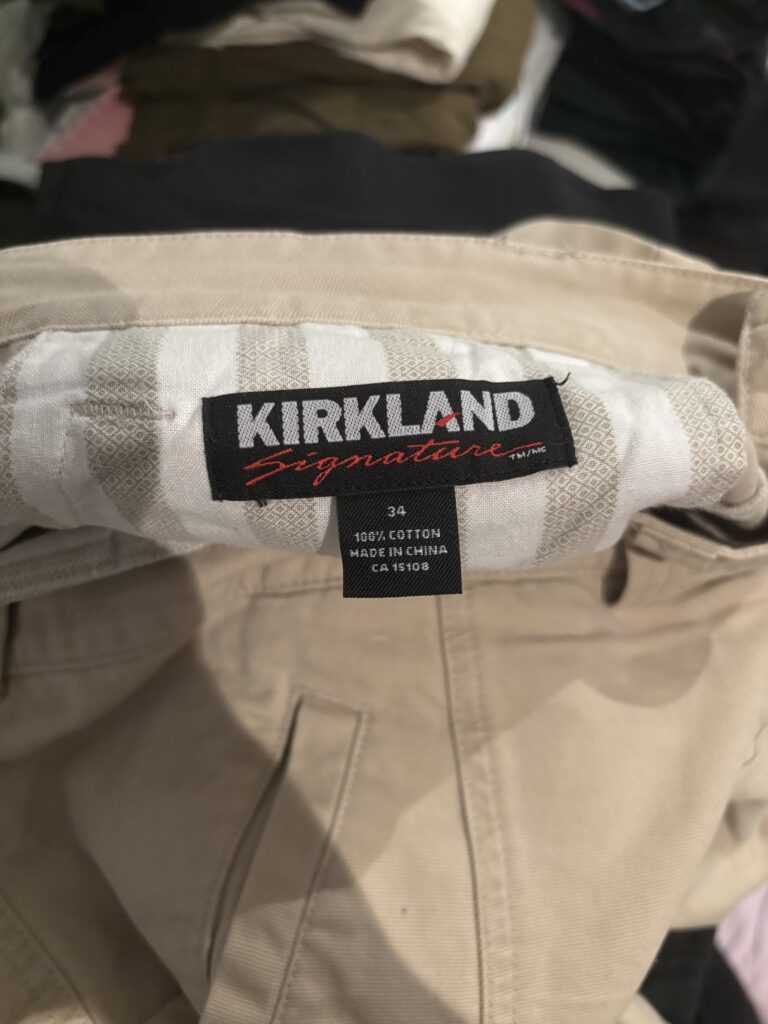 KIRKLAND
Signature TM/MC
34
100% COTTON
MADE IN CHINA
CA 15108